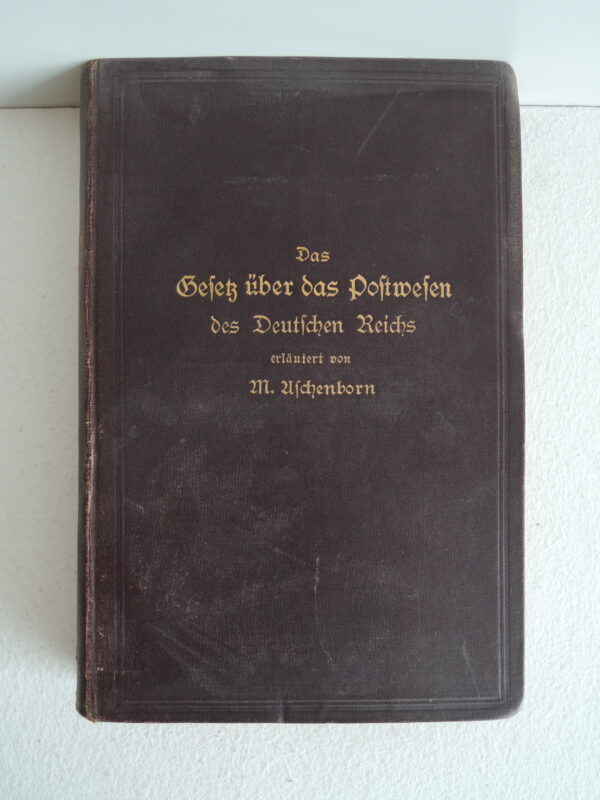 Das
Gesetz über das Postwesen
des Deutschen Reichs
erläutert von
M. Aschenborn